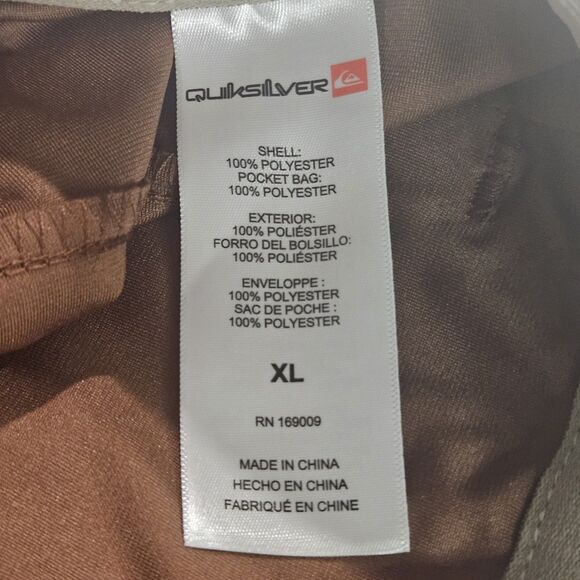 QUIKSILVER
SHELL:
100% POLYESTER
POCKET BAG:
100% POLYESTER
EXTERIOR:
100% POLIÉSTER
FORRO DEL BOLSILLO:
100% POLIÉSTER
ENVELOPPE :
100% POLYESTER
SAC DE POCHE :
100% POLYESTER
XL
RN 169009
MADE IN CHINA
HECHO EN CHINA
FABRIQUÉ EN CHINE